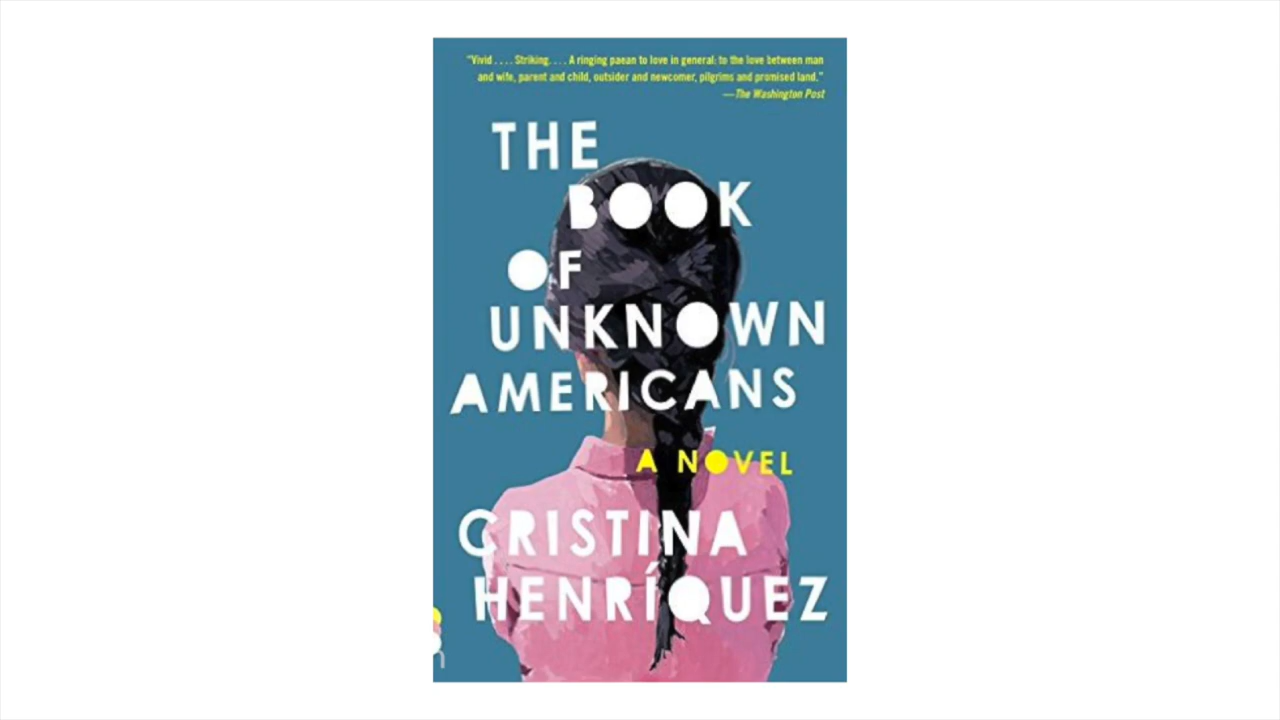 "Vivid . . . . Striking. . . . A ringing paean to love in general: to the love between man
and wife, parent and child, outsider and newcomer, pilgrims and promised land."
—The Washington Post
THE
BOOK
OF
UNKNOWN
AMERICANS
A NOVEL
CRISTINA
HENRÍQUEZ